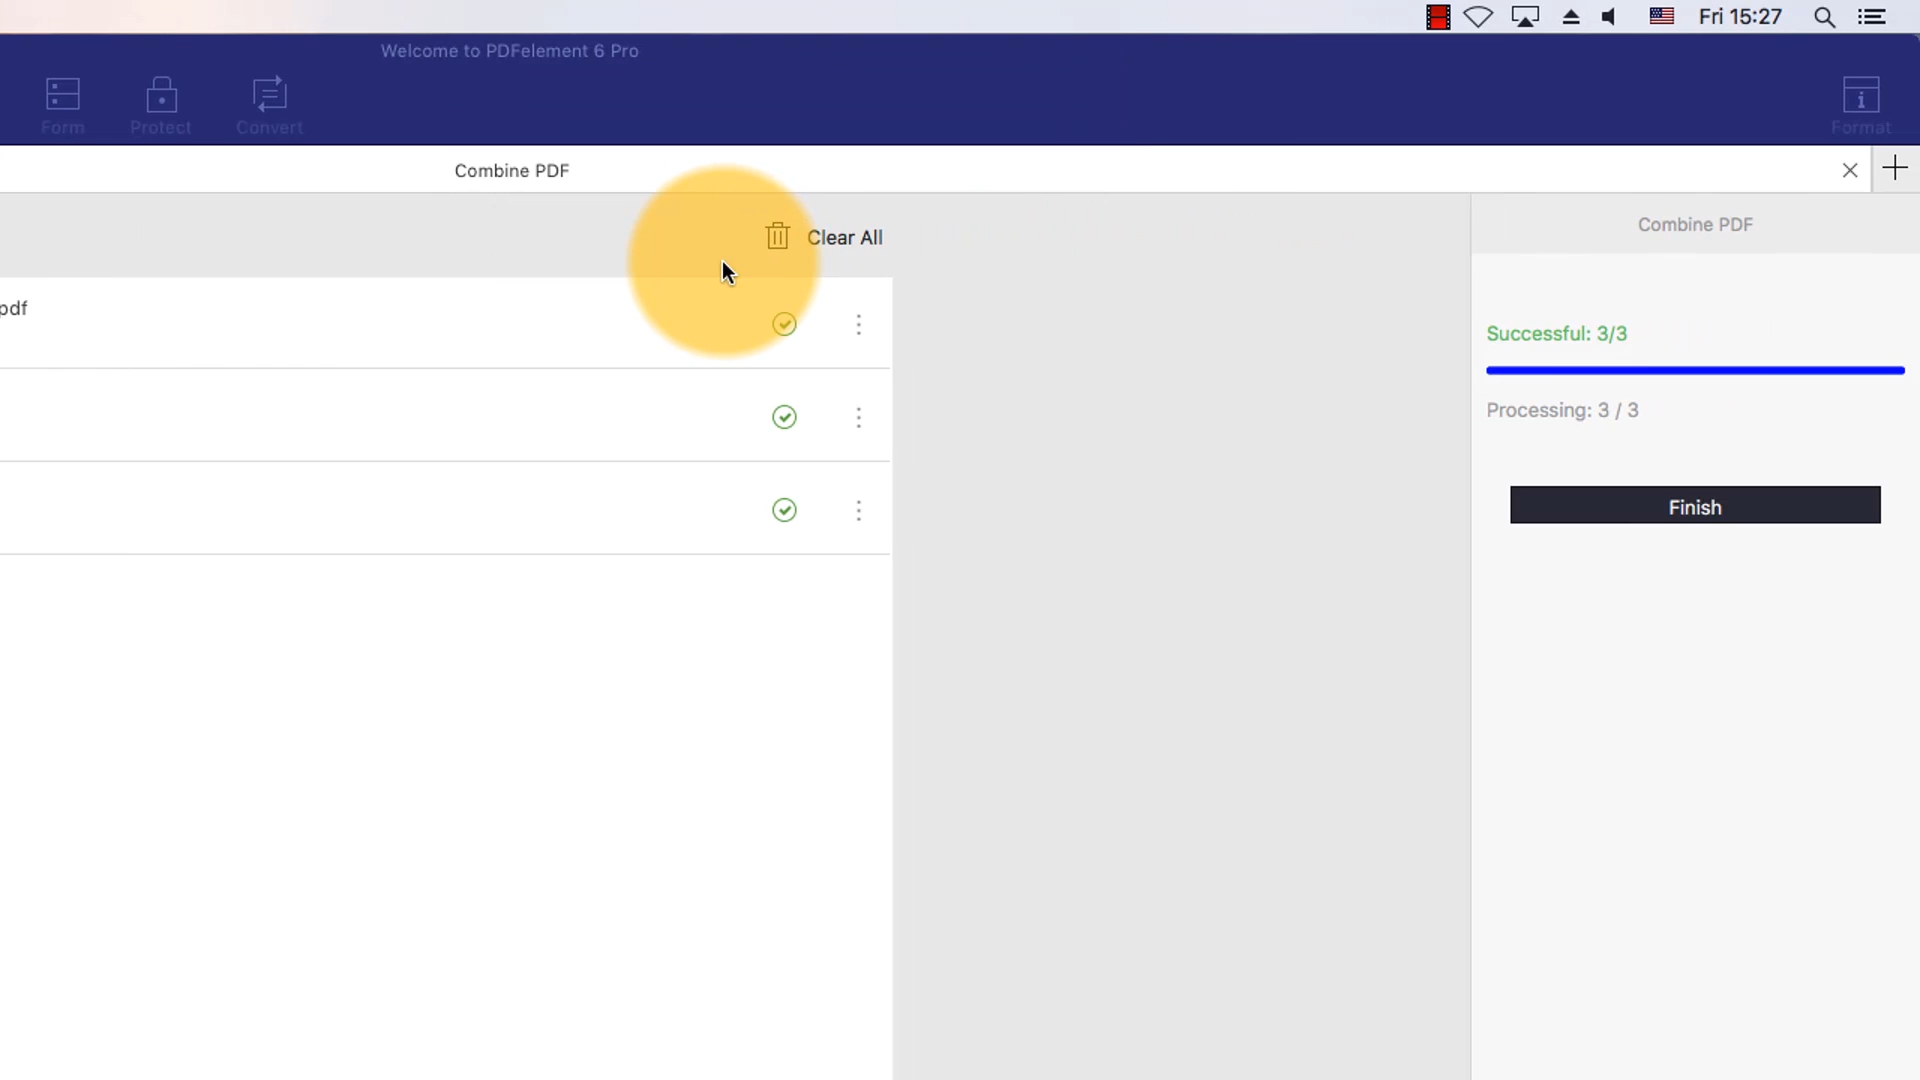 Fri 15:27
Welcome to PDFelement 6 Pro
Form
Protect
Convert
Format
Combine PDF
Clear All
pdf
Combine PDF
Successful: 3/3
Processing: 3 / 3
Finish